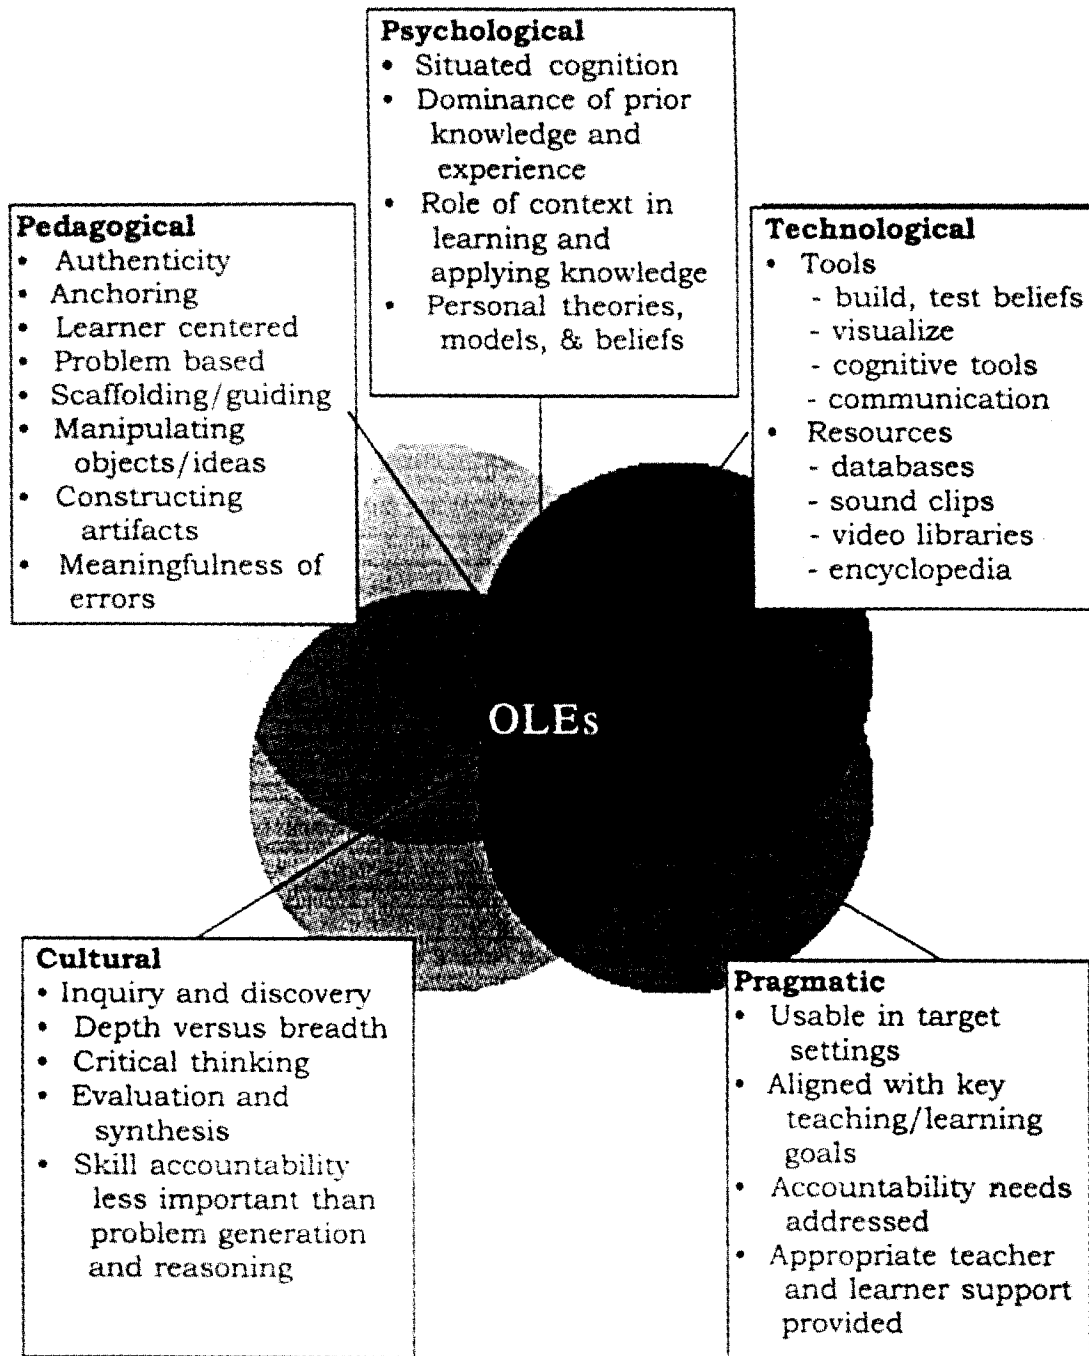 Psychological
• Situated cognition
• Dominance of prior
knowledge and
experience
• Role of context in
learning and
applying knowledge
• Personal theories,
models, & beliefs
Pedagogical
• Authenticity
• Anchoring
• Learner centered
• Problem based
• Scaffolding/guiding
• Manipulating
objects/ideas
• Constructing
artifacts
• Meaningfulness of
errors
Technological
• Tools
- build, test beliefs
- visualize
- cognitive tools
- communication
• Resources
- databases
- sound clips
- video libraries
- encyclopedia
OLEs
Cultural
• Inquiry and discovery
• Depth versus breadth
• Critical thinking
• Evaluation and
synthesis
• Skill accountability
less important than
problem generation
and reasoning
Pragmatic
• Usable in target
settings
• Aligned with key
teaching/learning
goals
• Accountability needs
addressed
• Appropriate teacher
and learner support
provided